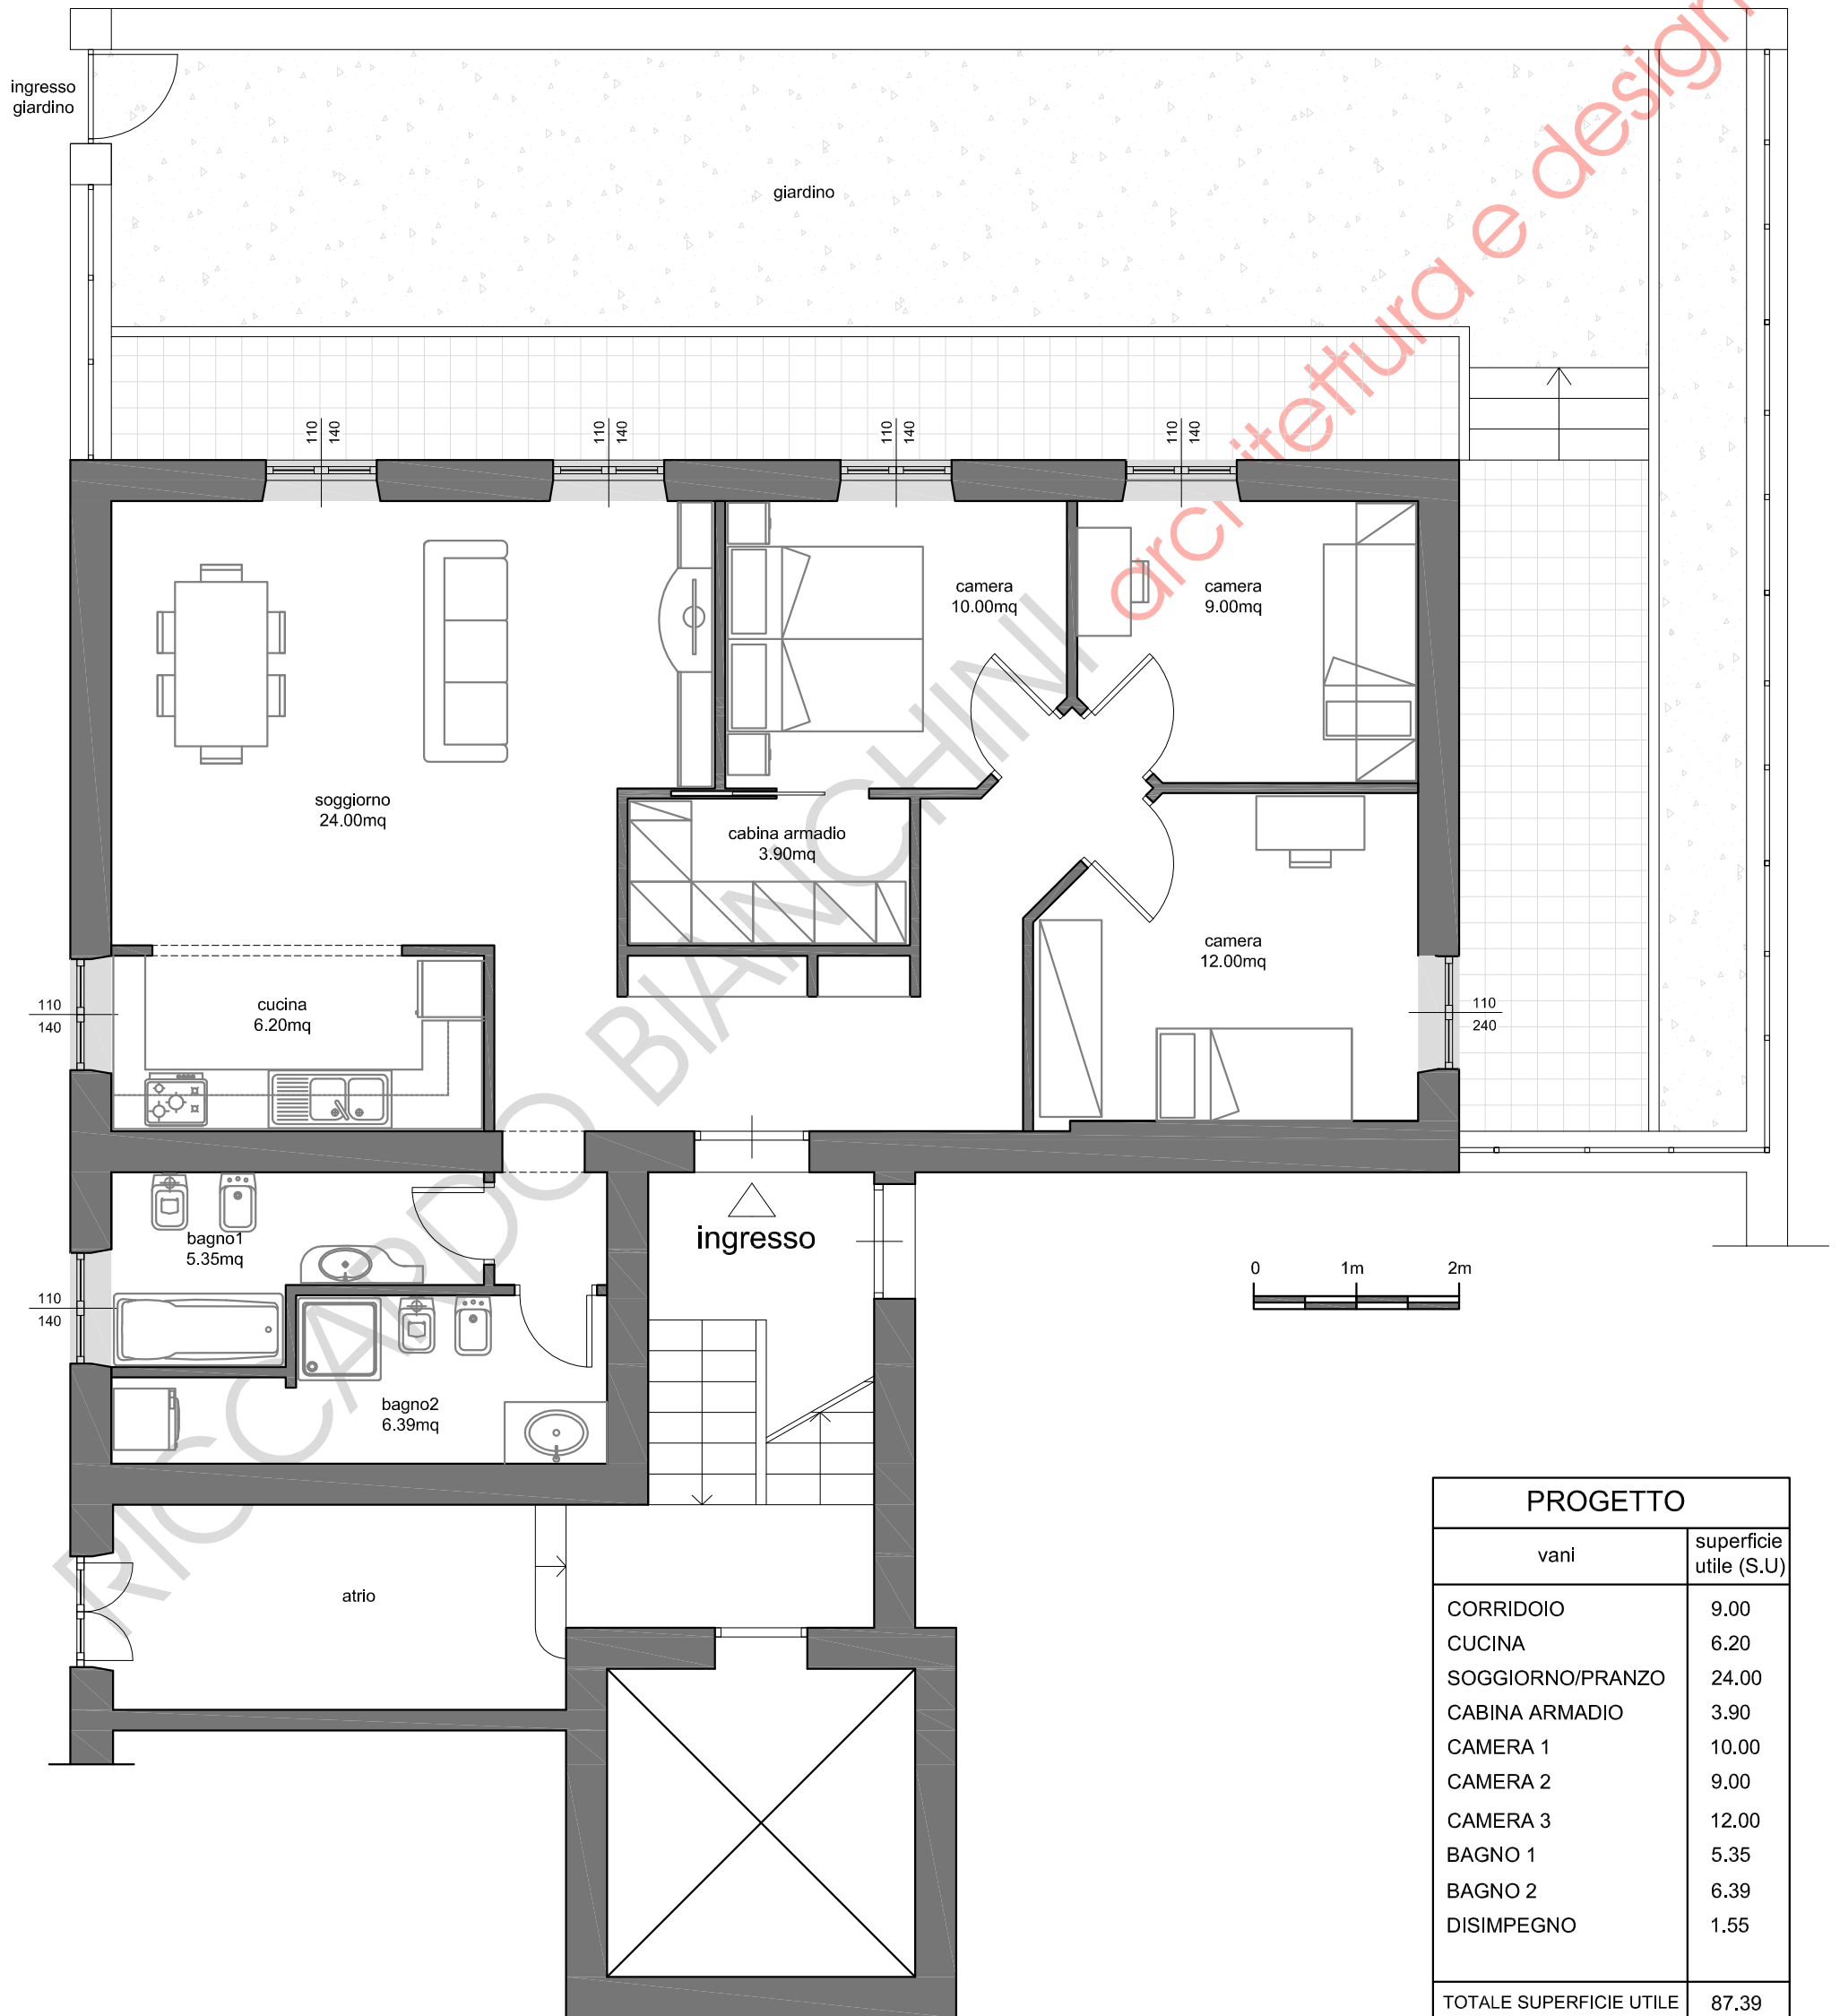 ingresso
giardino
giardino
110
140
110
140
110
140
110
140
camera
10.00mq
camera
9.00mq
soggiorno
24.00mq
cabina armadio
3.90mq
camera
12.00mq
cucina
6.20mq
110
140
110
240
bagno1
5.35mq
ingresso
110
140
0 1m 2m
bagno2
6.39mq
atrio
RICCARDO BIANCHINI architettura e design
PROGETTO
vani superficie
utile (S.U)
CORRIDOIO 9.00
CUCINA 6.20
SOGGIORNO/PRANZO 24.00
CABINA ARMADIO 3.90
CAMERA 1 10.00
CAMERA 2 9.00
CAMERA 3 12.00
BAGNO 1 5.35
BAGNO 2 6.39
DISIMPEGNO 1.55
TOTALE SUPERFICIE UTILE 87.39